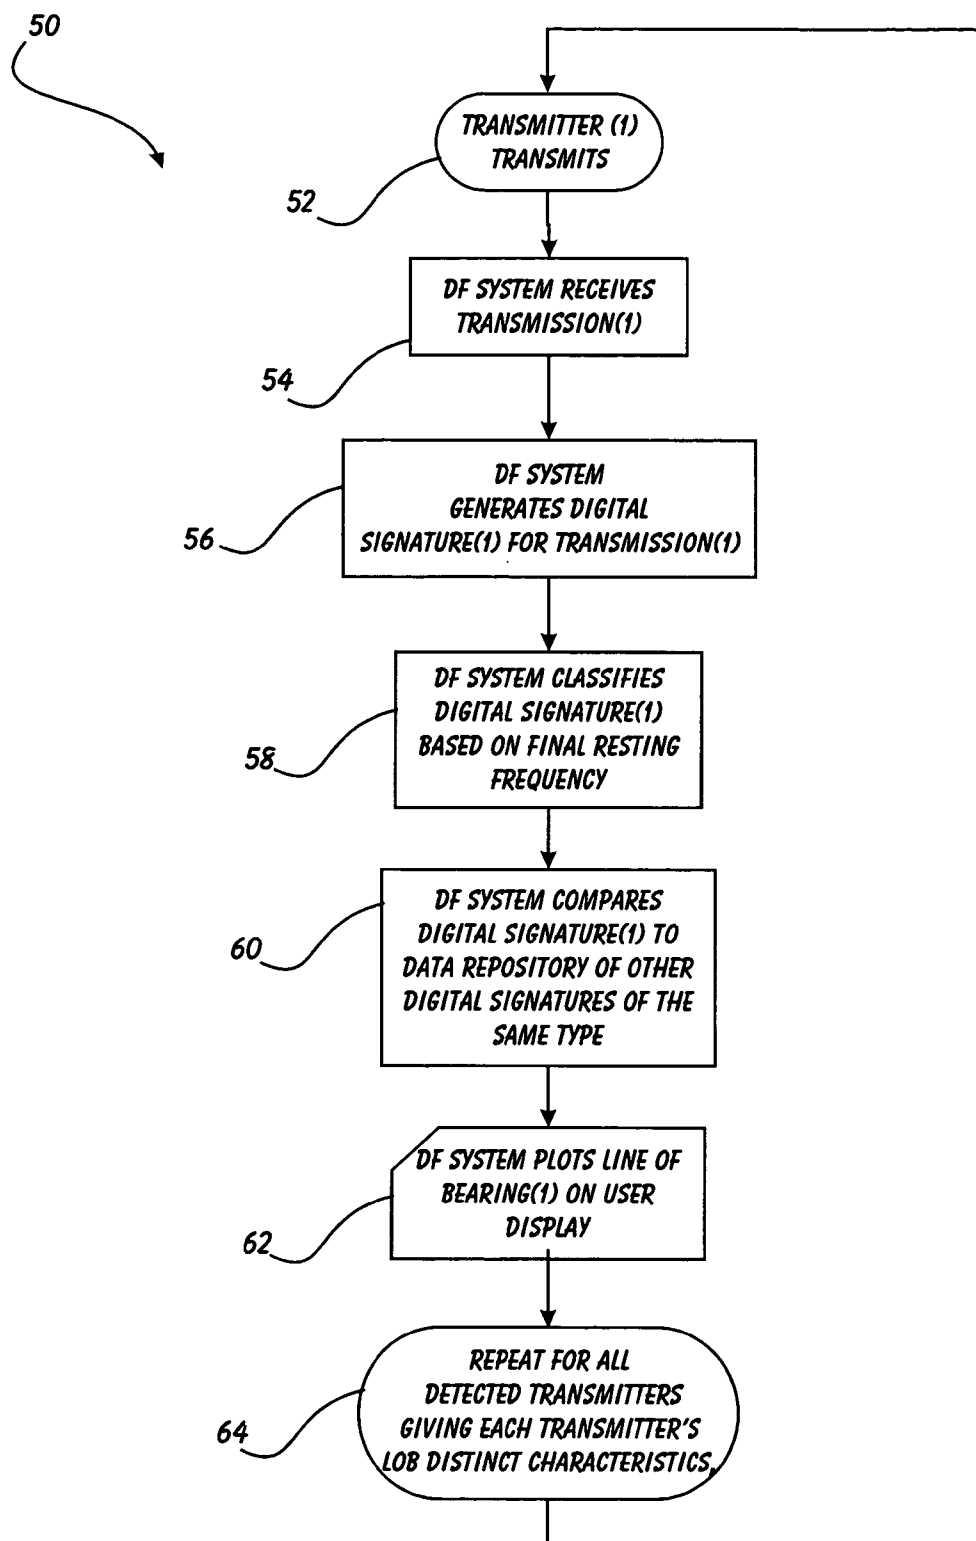 50
TRANSMITTER (1)
TRANSMITS
52
DF SYSTEM RECEIVES
TRANSMISSION(1)
54
DF SYSTEM
GENERATES DIGITAL
SIGNATURE(1) FOR TRANSMISSION(1)
56
DF SYSTEM CLASSIFIES
DIGITAL SIGNATURE(1)
BASED ON FINAL RESTING
FREQUENCY
58
DF SYSTEM COMPARES
DIGITAL SIGNATURE(1) TO
DATA REPOSITORY OF OTHER
DIGITAL SIGNATURES OF THE
SAME TYPE
60
DF SYSTEM PLOTS LINE OF
BEARING(1) ON USER
DISPLAY
62
REPEAT FOR ALL
DETECTED TRANSMITTERS
GIVING EACH TRANSMITTER'S
LOB DISTINCT CHARACTERISTICS,
64